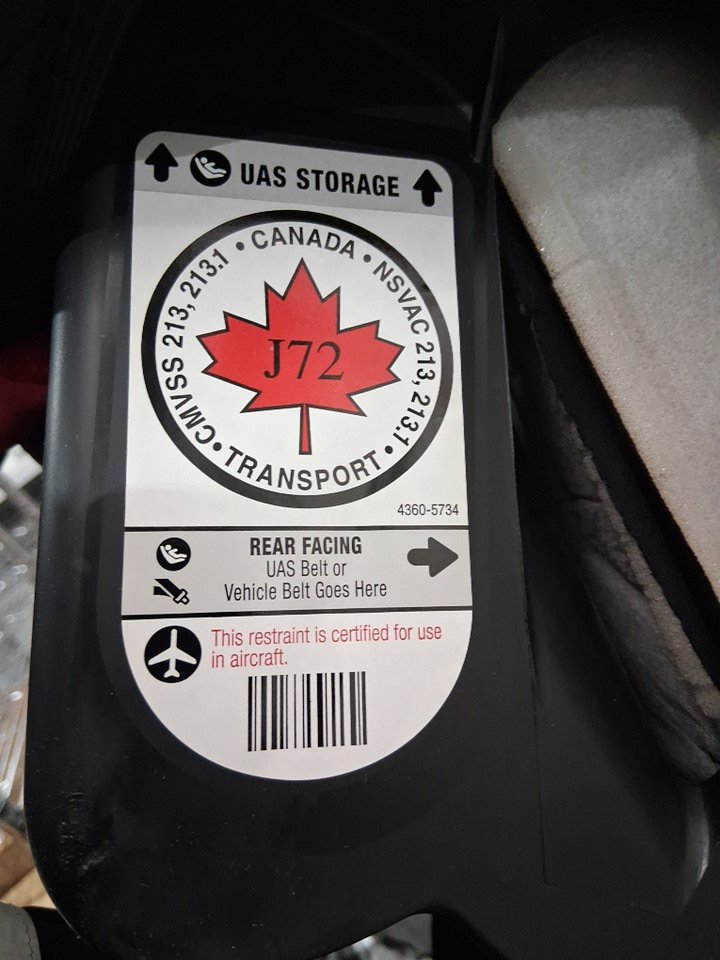 UAS STORAGE
• CANADA •
CMVSS 213, 213.1
NSVAC 213, 213.1
J72
• TRANSPORT •
4360-5734
REAR FACING
UAS Belt or
Vehicle Belt Goes Here
This restraint is certified for use
in aircraft.